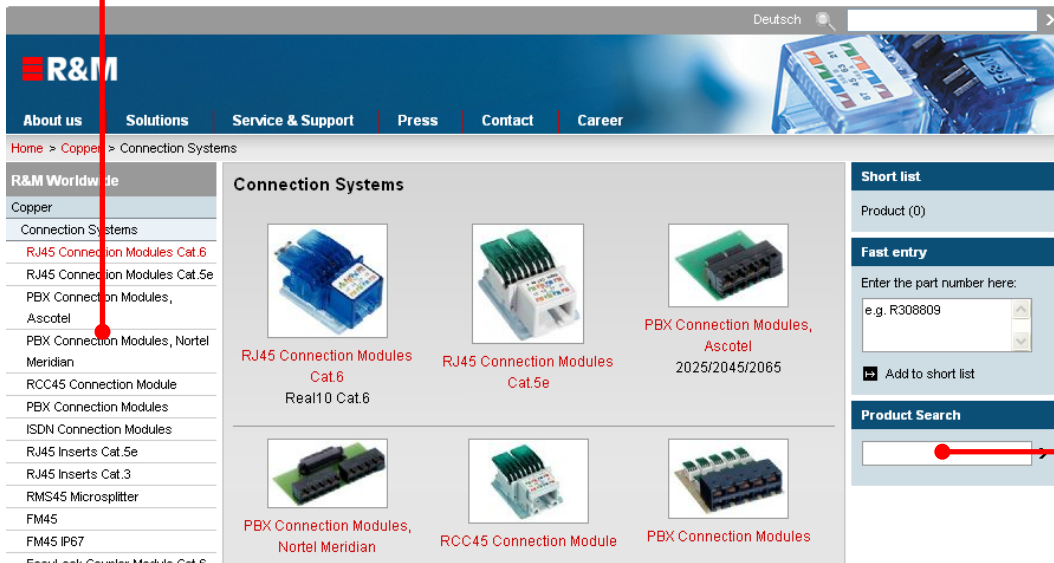 Deutsch
R&M
About us Solutions Service & Support Press Contact Career
Home > Copper > Connection Systems
R&M Worldwide
Copper
Connection Systems
RJ45 Connection Modules Cat.6
RJ45 Connection Modules Cat.5e
PBX Connection Modules,
Ascotel
PBX Connection Modules, Nortel
Meridian
RCC45 Connection Module
PBX Connection Modules
ISDN Connection Modules
RJ45 Inserts Cat.5e
RJ45 Inserts Cat.3
RMS45 Microsplitter
FM45
FM45 IP67
Connection Systems
RJ45 Connection Modules
Cat.6
Real10 Cat.6
RJ45 Connection Modules
Cat.5e
PBX Connection Modules,
Ascotel
2025/2045/2065
PBX Connection Modules,
Nortel Meridian
RCC45 Connection Module
PBX Connection Modules
Short list
Product (0)
Fast entry
Enter the part number here:
e.g. R308809
Add to short list
Product Search